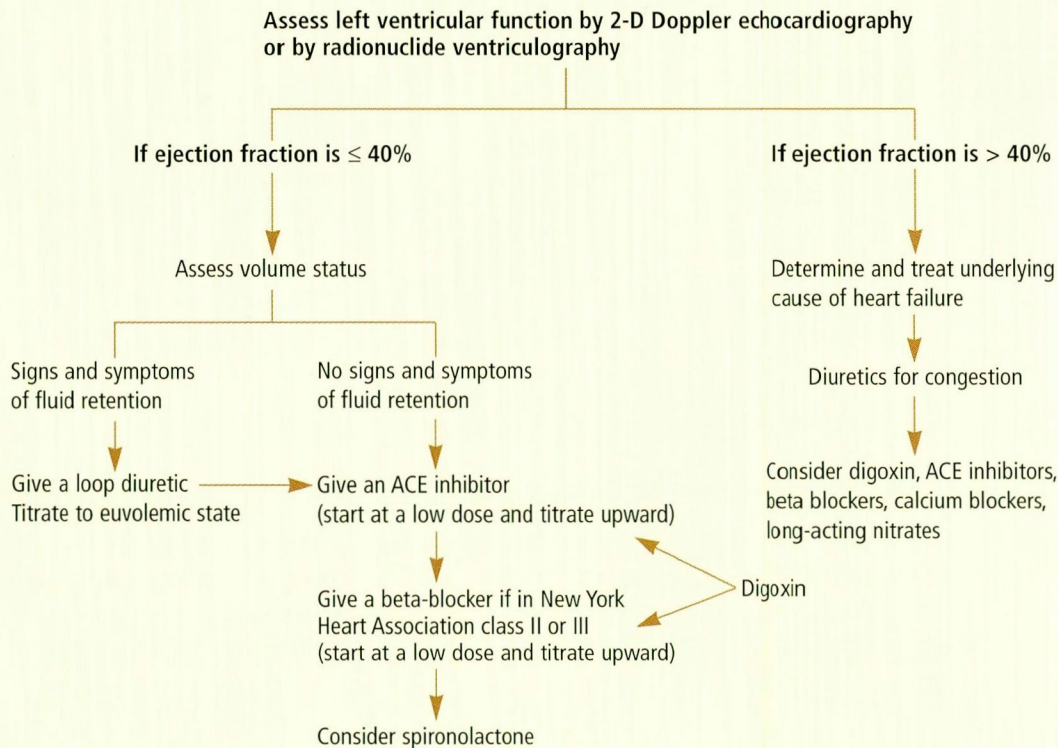 Assess left ventricular function by 2-D Doppler echocardiography
or by radionuclide ventriculography
If ejection fraction is ≤ 40%
If ejection fraction is > 40%
Assess volume status
Determine and treat underlying
cause of heart failure
Signs and symptoms
of fluid retention
No signs and symptoms
of fluid retention
Diuretics for congestion
Give a loop diuretic
Titrate to euvolemic state
Give an ACE inhibitor
(start at a low dose and titrate upward)
Consider digoxin, ACE inhibitors,
beta blockers, calcium blockers,
long-acting nitrates
Digoxin
Give a beta-blocker if in New York
Heart Association class II or III
(start at a low dose and titrate upward)
Consider spironolactone